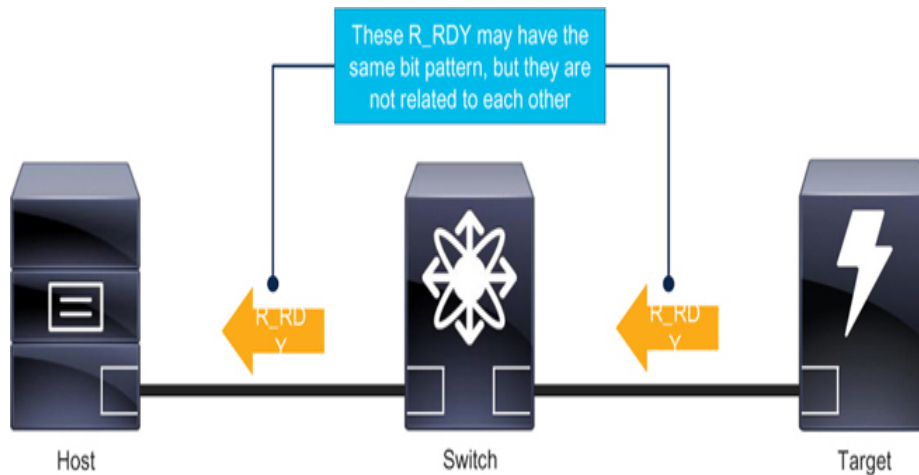 These R_RDY may have the
same bit pattern, but they are
not related to each other
R_RD
Y
R_RD
Y
Host
Switch
Target